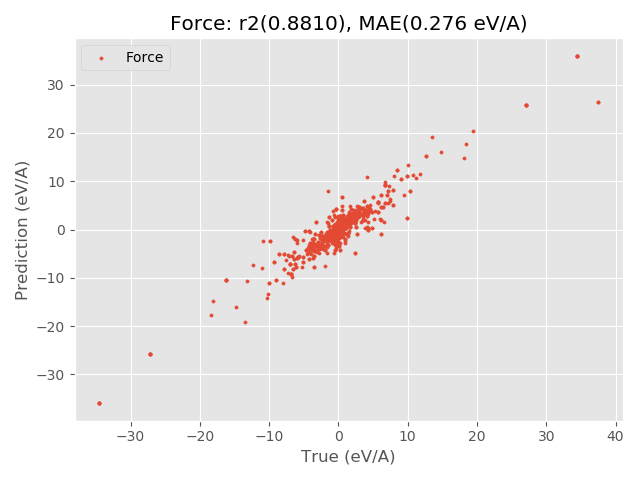 Force: r2(0.8810), MAE(0.276 eV/A)
Force
Prediction (eV/A)
30
20
10
0
−10
−20
−30
−30 −20 −10 0 10 20 30 40
True (eV/A)